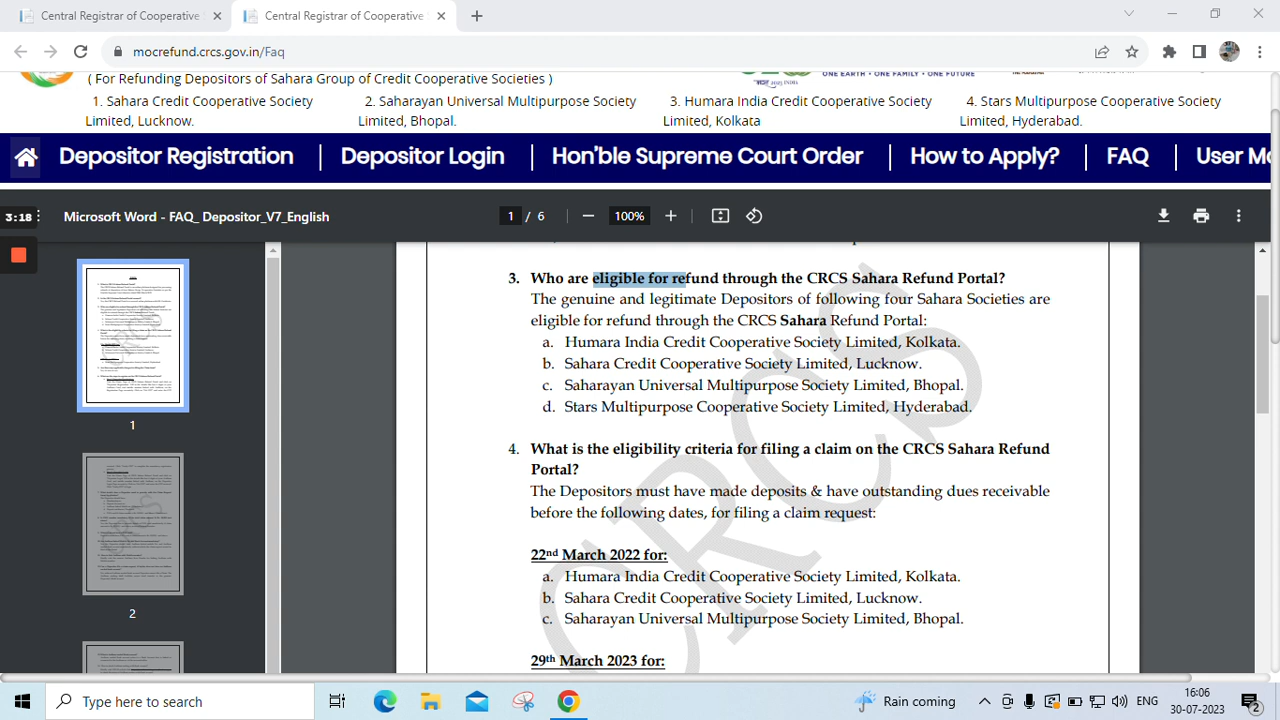 Central Registrar of Cooperative
Central Registrar of Cooperative
mocrefund.crcs.gov.in/Faq
( For Refunding Depositors of Sahara Group of Credit Cooperative Societies )
ONE EARTH • ONE FAMILY • ONE FUTURE
1. Sahara Credit Cooperative Society Limited, Lucknow.
2. Saharayan Universal Multipurpose Society Limited, Bhopal.
3. Humara India Credit Cooperative Society Limited, Kolkata
4. Stars Multipurpose Cooperative Society Limited, Hyderabad.
Depositor Registration | Depositor Login | Hon'ble Supreme Court Order | How to Apply? | FAQ | User Ma
3:18
Microsoft Word - FAQ_ Depositor_V7_English
1 / 6
100%
3. Who are eligible for refund through the CRCS Sahara Refund Portal?
The genuine and legitimate Depositors of following four Sahara Societies are
eligible for refund through the CRCS Sahara Refund Portal:
a. Humara India Credit Cooperative Society Limited, Kolkata.
Sahara Credit Cooperative Society Limited, Lucknow.
c. Saharayan Universal Multipurpose Society Limited, Bhopal.
d. Stars Multipurpose Cooperative Society Limited, Hyderabad.
4. What is the eligibility criteria for filing a claim on the CRCS Sahara Refund
Portal?
The Depositors must have made deposits & have outstanding dues receivable
before the following dates, for filing a claim request:
22nd March 2022 for:
a. Humara India Credit Cooperative Society Limited, Kolkata.
b. Sahara Credit Cooperative Society Limited, Lucknow.
c. Saharayan Universal Multipurpose Society Limited, Bhopal.
29th March 2023 for:
CRCS
1
2
Type here to search
Rain coming
ENG
16:06
30-07-2023
2